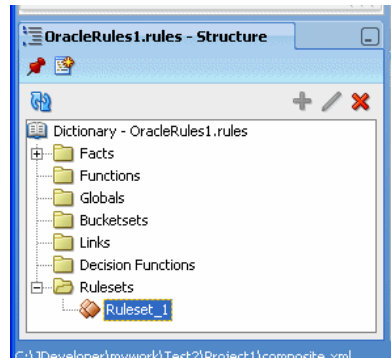 OracleRules1.rules - Structure
Dictionary - OracleRules1.rules
Facts
Functions
Globals
Bucketsets
Links
Decision Functions
Rulesets
Ruleset_1
C:\JDeveloper\mywork\Test2\Project1\composite.xml